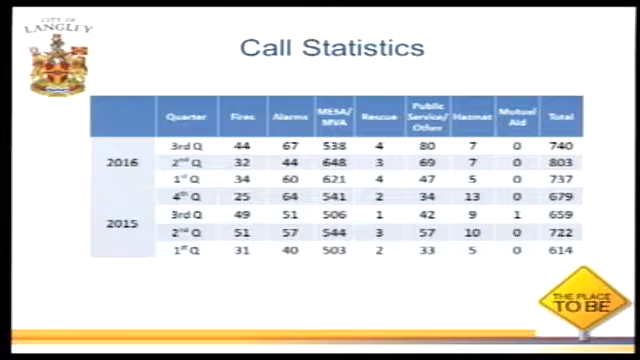 CITY OF
LANGLEY
Call Statistics
Quarter Fires Alarms MESA/ MVA Rescue Public Service/ Other Hazmat Mutual Aid Total
2016 3rd Q 44 67 538 4 80 7 0 740
2nd Q 32 44 648 3 69 7 0 803
1st Q 34 60 621 4 47 5 0 737
2015 4th Q 25 64 541 2 34 13 0 679
3rd Q 49 51 506 1 42 9 1 659
2nd Q 51 57 544 3 57 10 0 722
1st Q 31 40 503 2 33 5 0 614
THE PLACE
TO BE